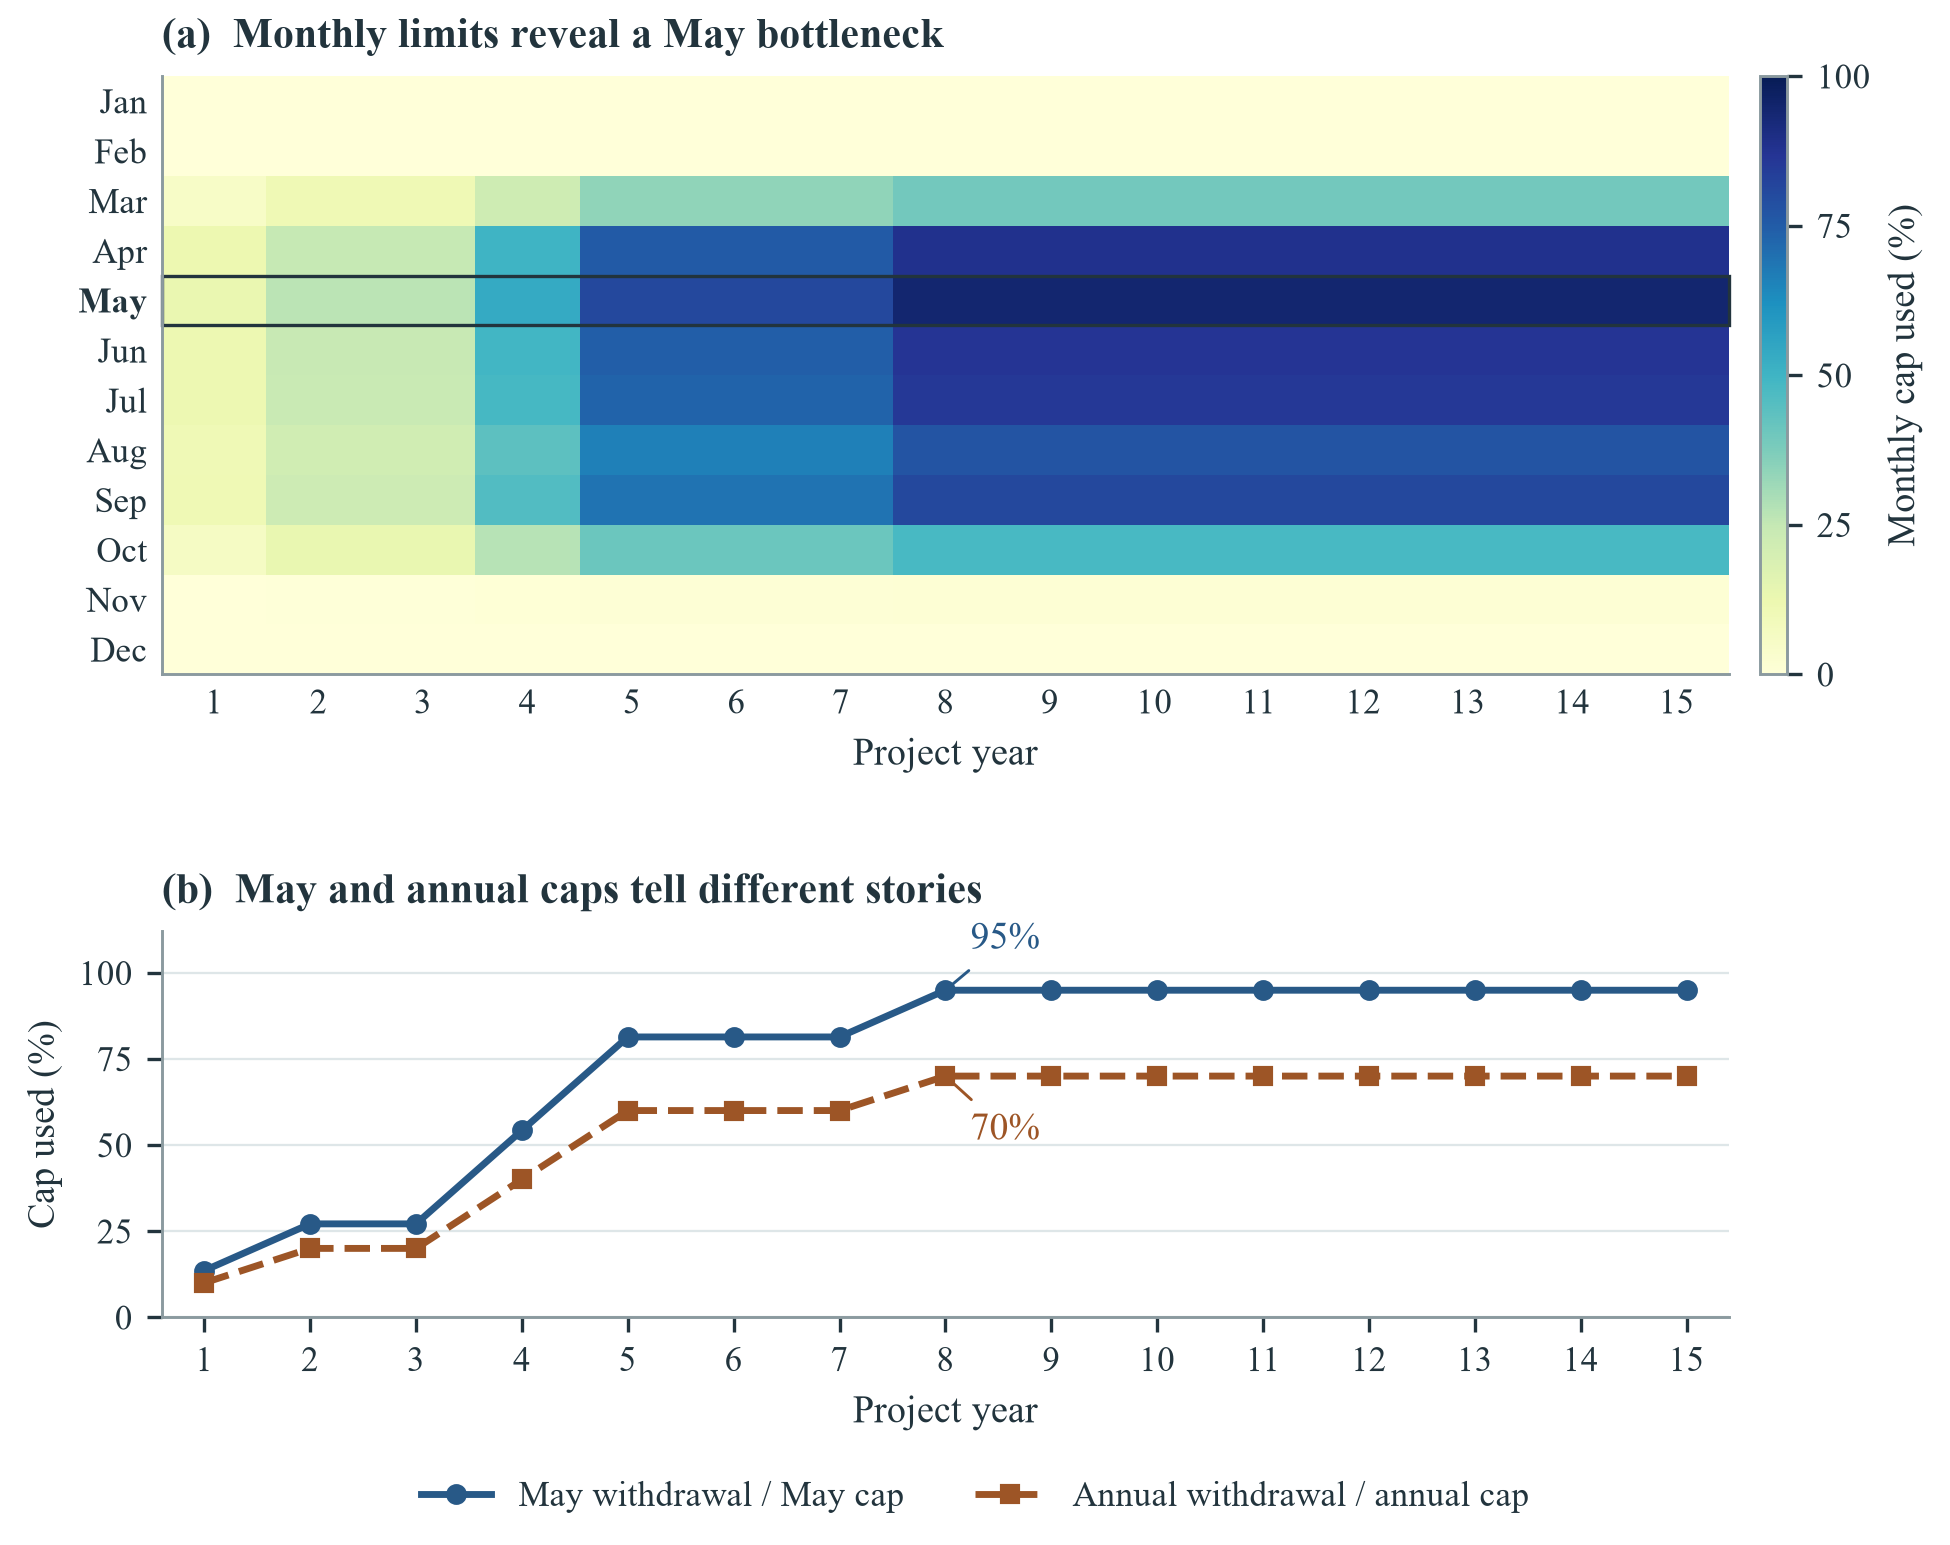 (a) Monthly limits reveal a May bottleneck
Jan
Feb
Mar
Apr
May
Jun
Jul
Aug
Sep
Oct
Nov
Dec
1 2 3 4 5 6 7 8 9 10 11 12 13 14 15
Project year
100
75
50
25
0
Monthly cap used (%)
(b) May and annual caps tell different stories
95%
70%
100
75
50
25
0
Cap used (%)
1 2 3 4 5 6 7 8 9 10 11 12 13 14 15
Project year
May withdrawal / May cap
Annual withdrawal / annual cap